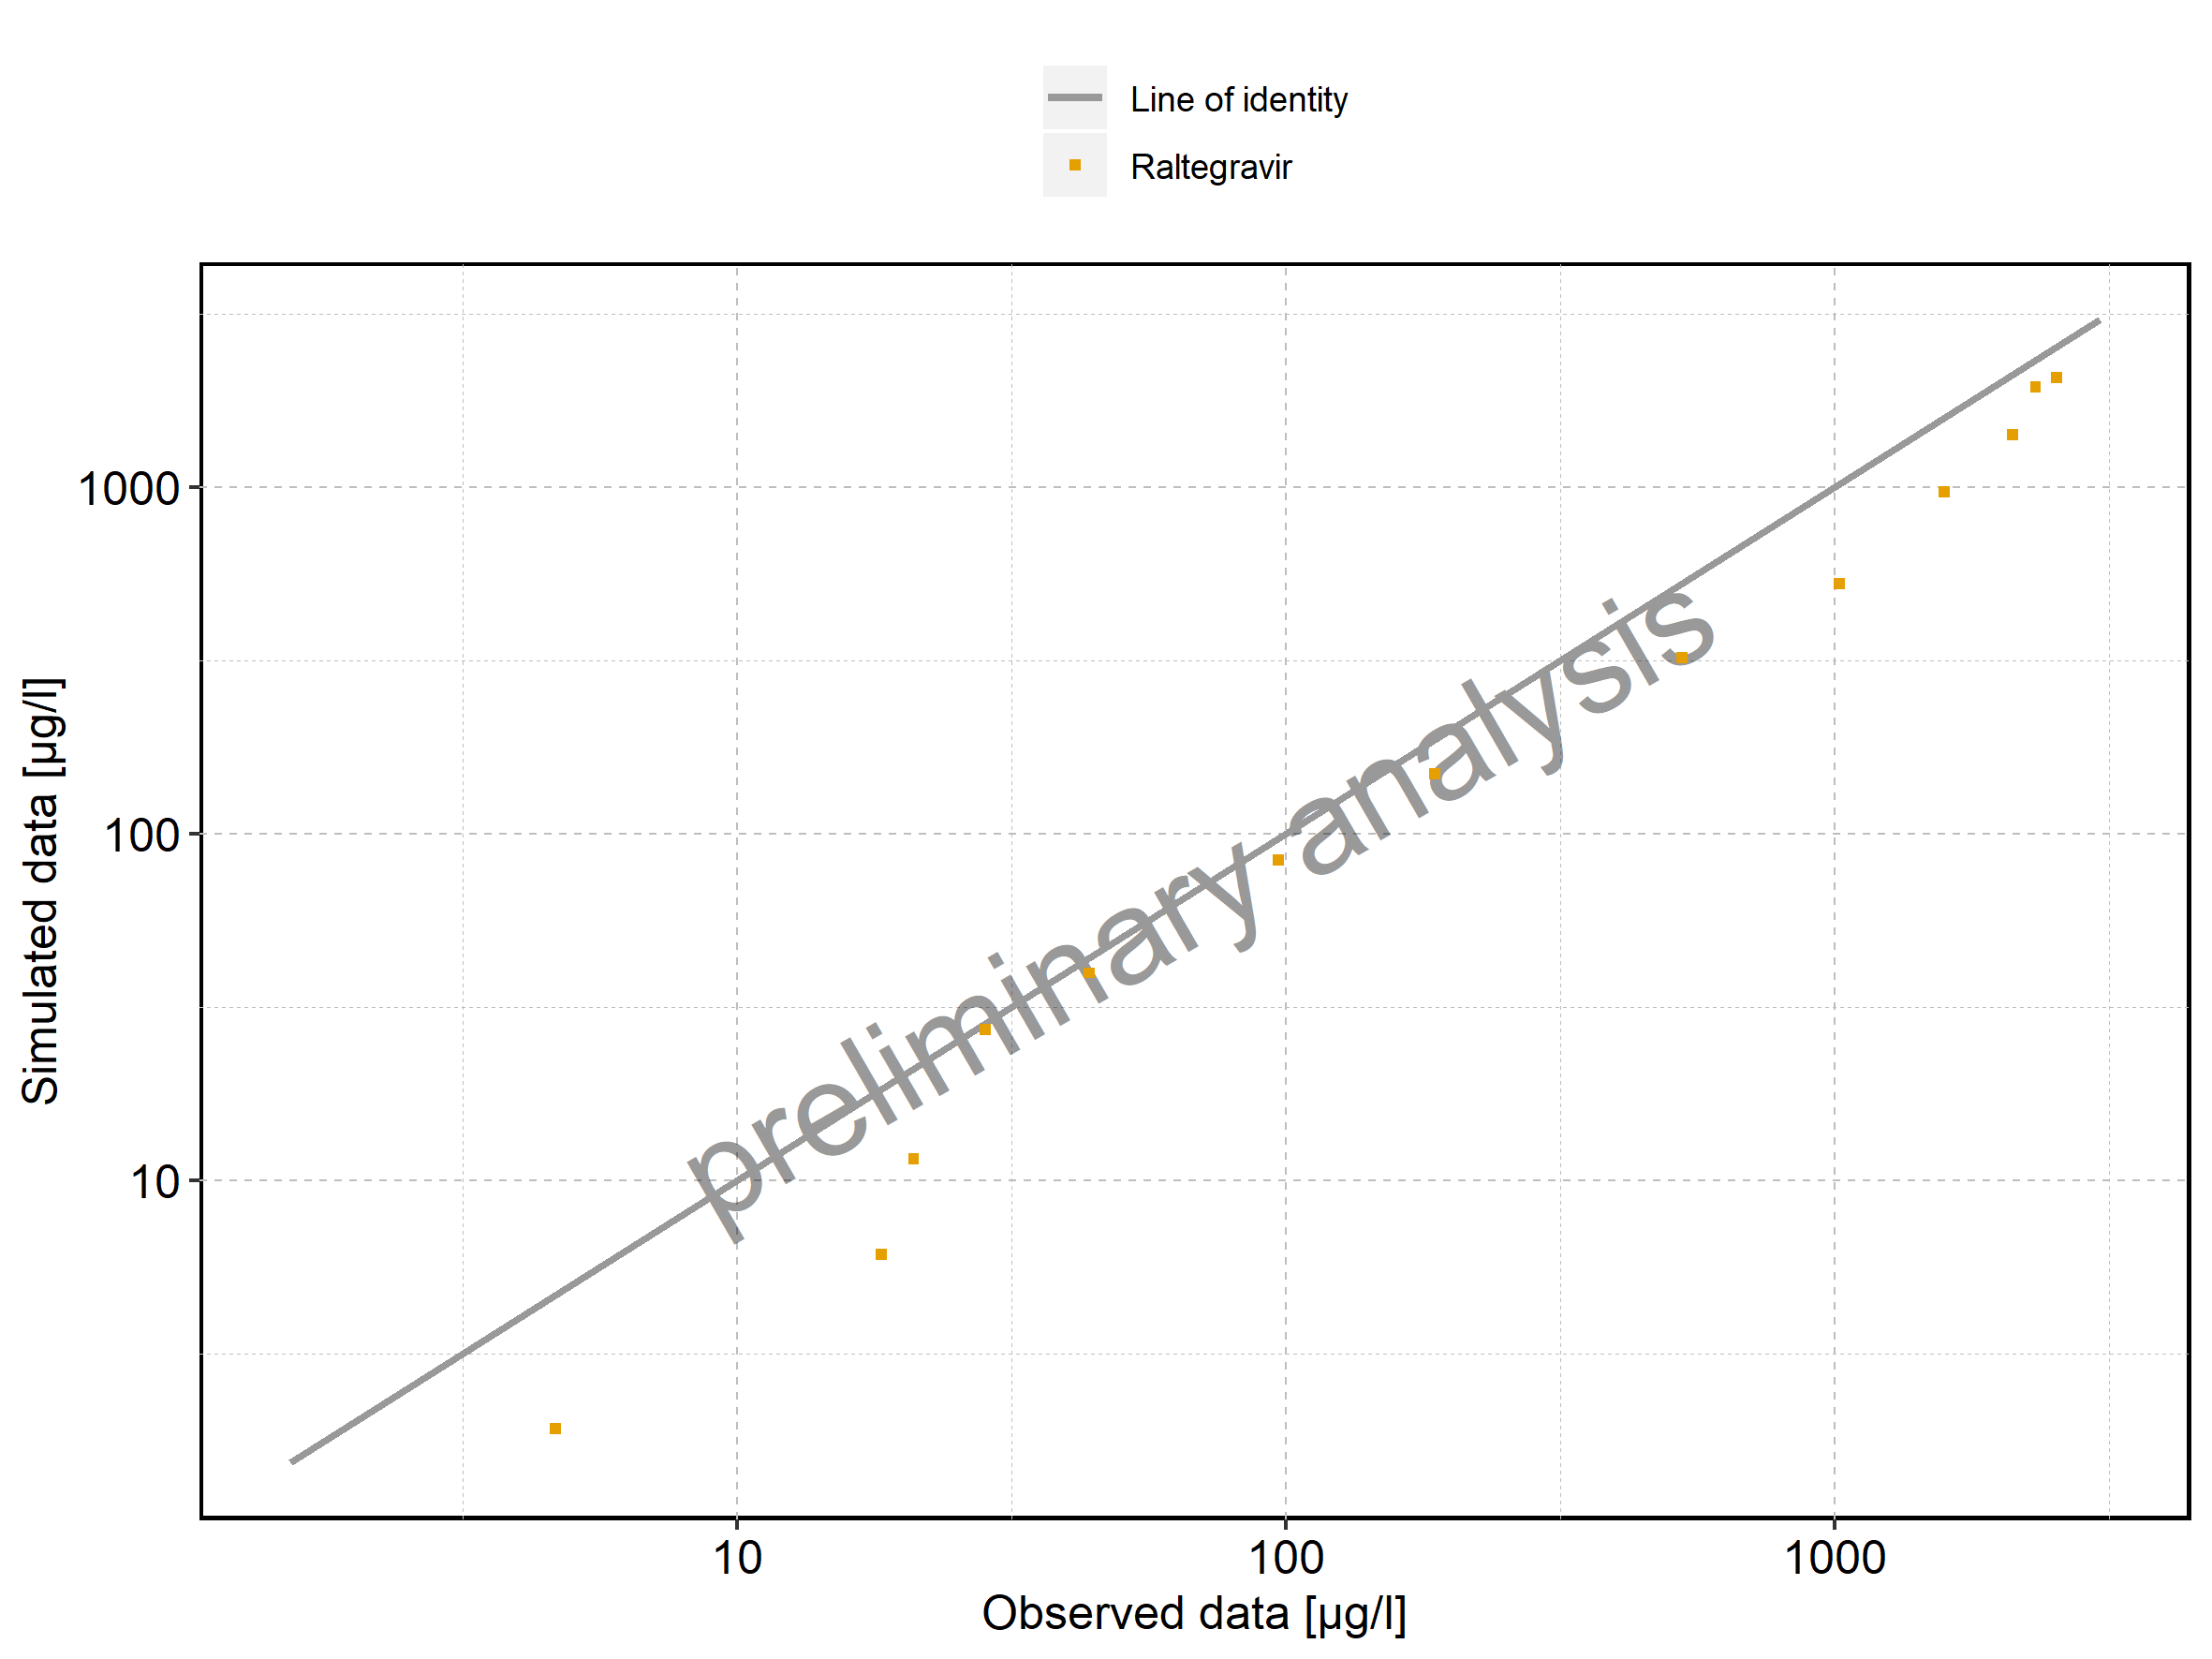 Line of identity
Raltegravir
1000
100
10
Simulated data [µg/l]
preliminary analysis
10 100 1000
Observed data [µg/l]